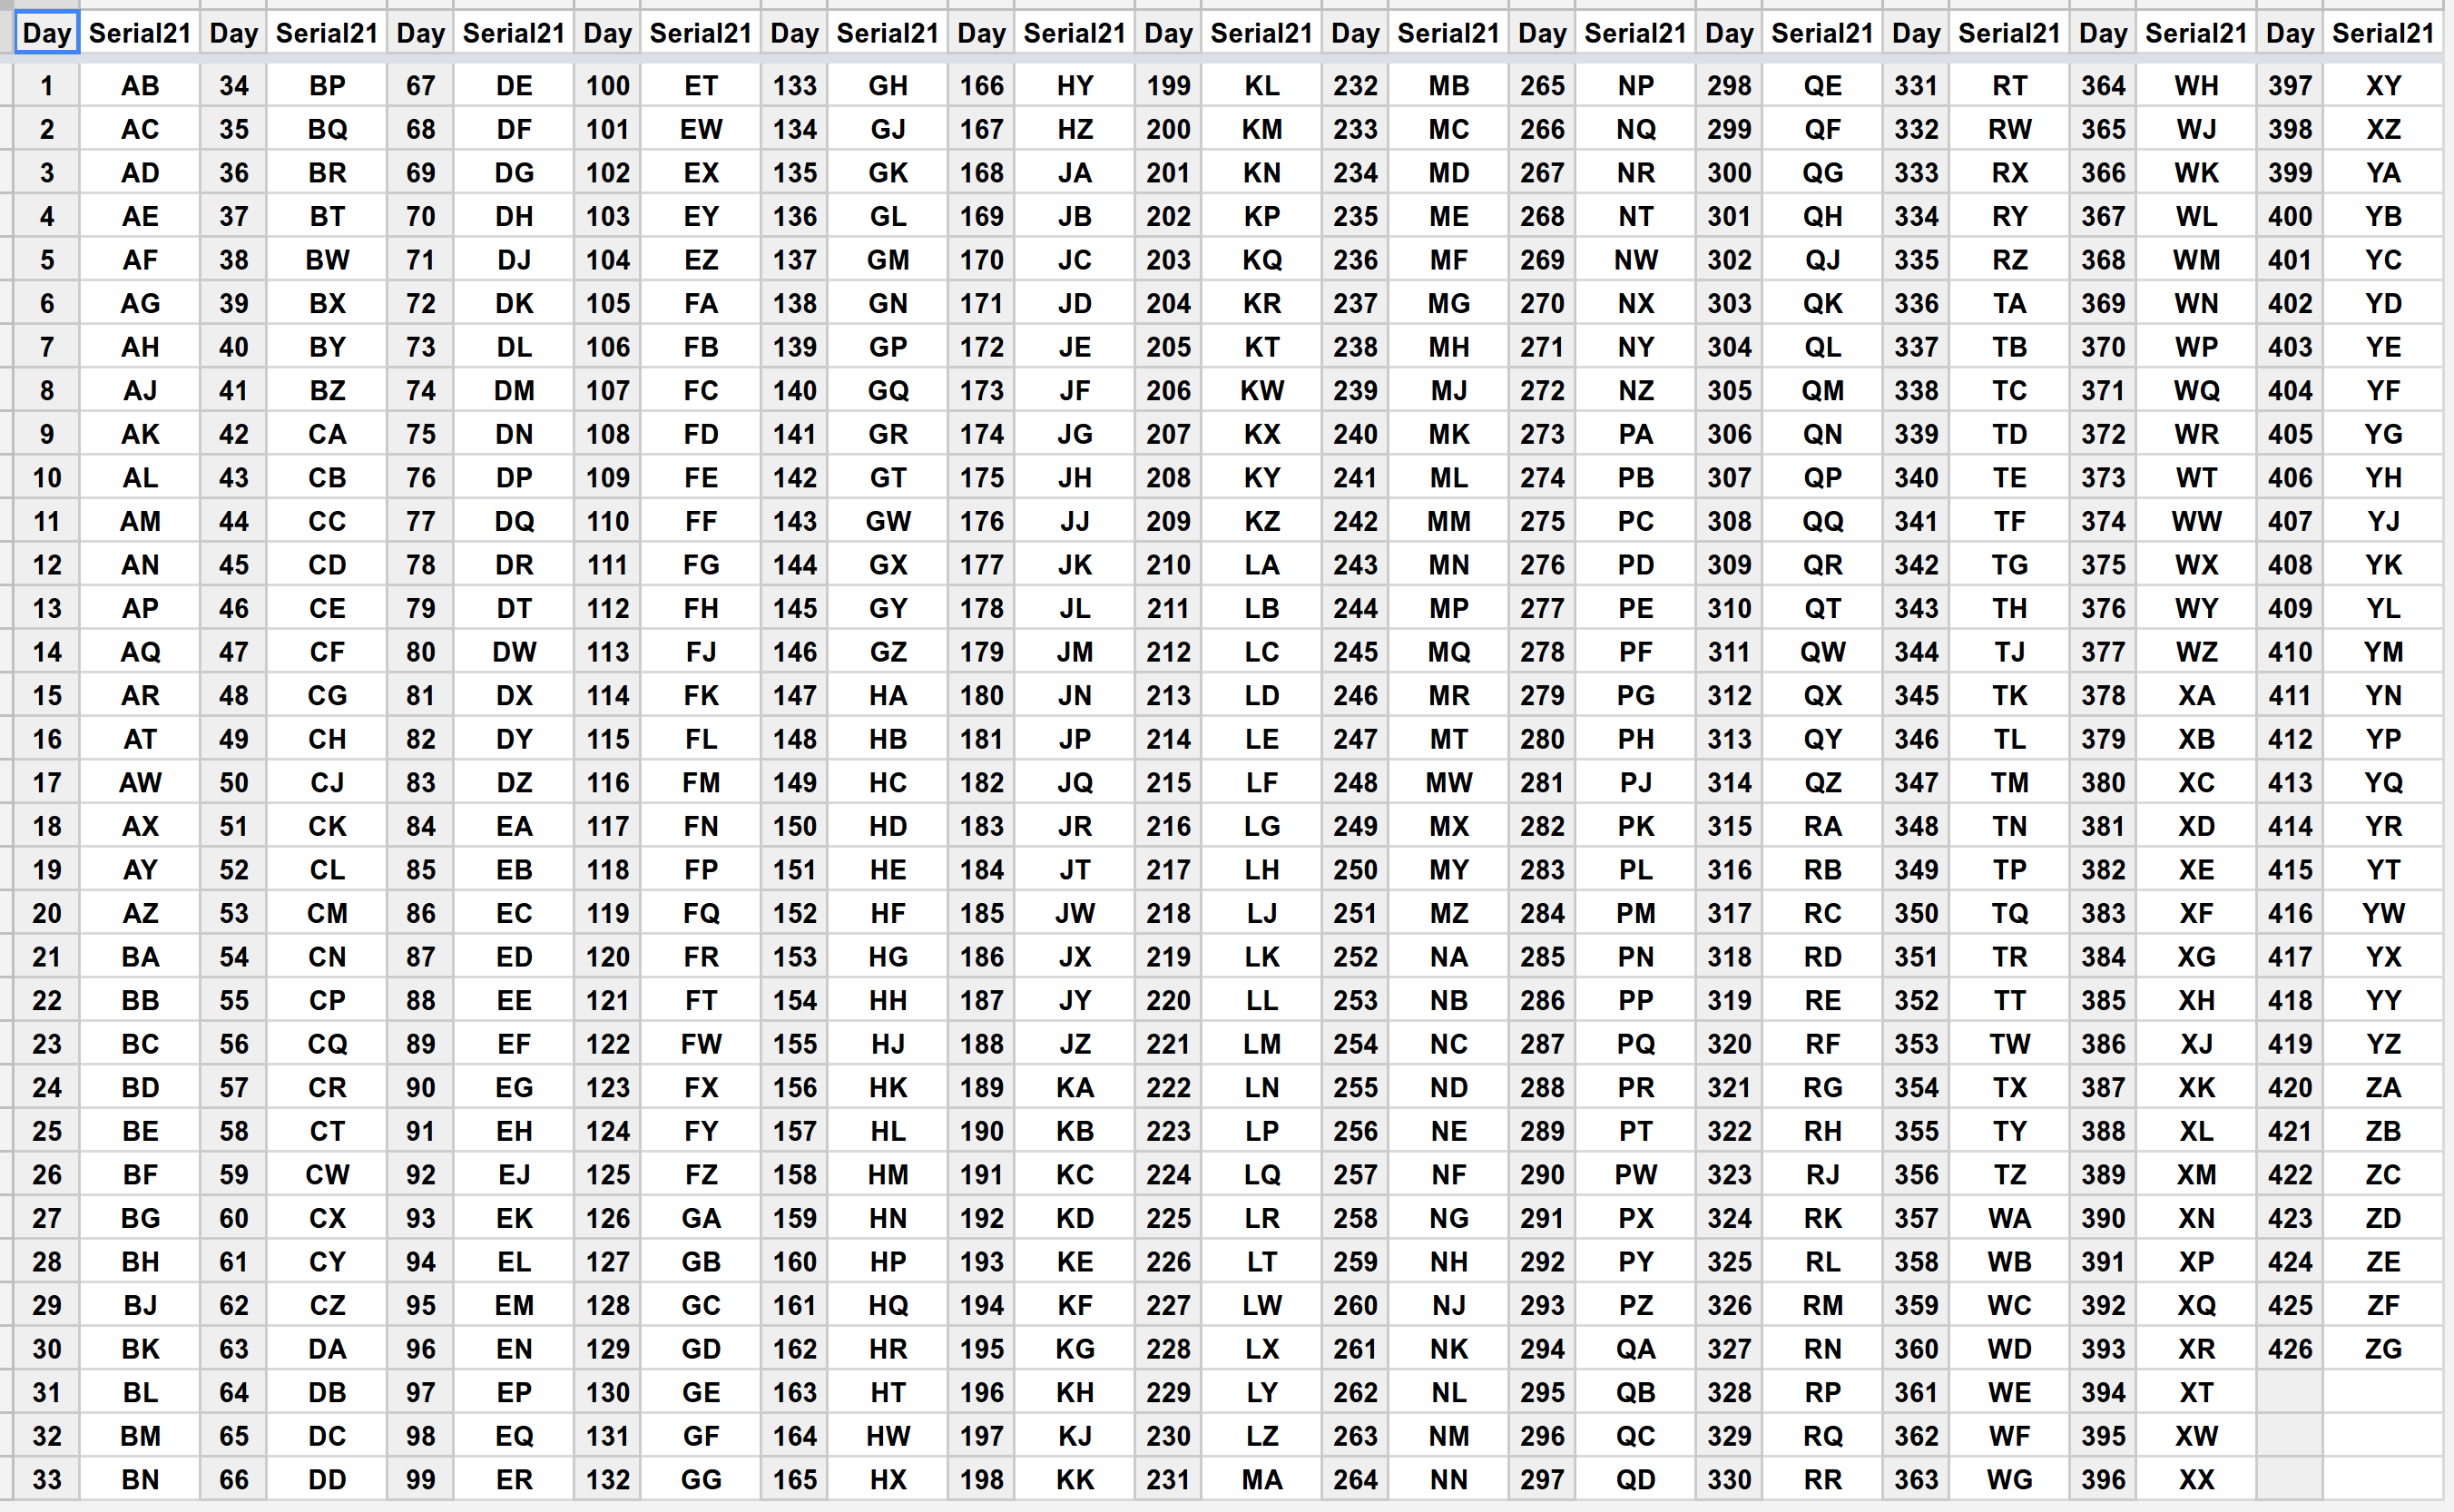 Day Serial21 Day Serial21 Day Serial21 Day Serial21 Day Serial21 Day Serial21 Day Serial21 Day Serial21 Day Serial21 Day Serial21 Day Serial21 Day Serial21 Day Serial21
1 AB 34 BP 67 DE 100 ET 133 GH 166 HY 199 KL 232 MB 265 NP 298 QE 331 RT 364 WH 397 XY
2 AC 35 BQ 68 DF 101 EW 134 GJ 167 HZ 200 KM 233 MC 266 NQ 299 QF 332 RW 365 WJ 398 XZ
3 AD 36 BR 69 DG 102 EX 135 GK 168 JA 201 KN 234 MD 267 NR 300 QG 333 RX 366 WK 399 YA
4 AE 37 BT 70 DH 103 EY 136 GL 169 JB 202 KP 235 ME 268 NT 301 QH 334 RY 367 WL 400 YB
5 AF 38 BW 71 DJ 104 EZ 137 GM 170 JC 203 KQ 236 MF 269 NW 302 QJ 335 RZ 368 WM 401 YC
6 AG 39 BX 72 DK 105 FA 138 GN 171 JD 204 KR 237 MG 270 NX 303 QK 336 TA 369 WN 402 YD
7 AH 40 BY 73 DL 106 FB 139 GP 172 JE 205 KT 238 MH 271 NY 304 QL 337 TB 370 WP 403 YE
8 AJ 41 BZ 74 DM 107 FC 140 GQ 173 JF 206 KW 239 MJ 272 NZ 305 QM 338 TC 371 WQ 404 YF
9 AK 42 CA 75 DN 108 FD 141 GR 174 JG 207 KX 240 MK 273 PA 306 QN 339 TD 372 WR 405 YG
10 AL 43 CB 76 DP 109 FE 142 GT 175 JH 208 KY 241 ML 274 PB 307 QP 340 TE 373 WT 406 YH
11 AM 44 CC 77 DQ 110 FF 143 GW 176 JJ 209 KZ 242 MM 275 PC 308 QQ 341 TF 374 WW 407 YJ
12 AN 45 CD 78 DR 111 FG 144 GX 177 JK 210 LA 243 MN 276 PD 309 QR 342 TG 375 WX 408 YK
13 AP 46 CE 79 DT 112 FH 145 GY 178 JL 211 LB 244 MP 277 PE 310 QT 343 TH 376 WY 409 YL
14 AQ 47 CF 80 DW 113 FJ 146 GZ 179 JM 212 LC 245 MQ 278 PF 311 QW 344 TJ 377 WZ 410 YM
15 AR 48 CG 81 DX 114 FK 147 HA 180 JN 213 LD 246 MR 279 PG 312 QX 345 TK 378 XA 411 YN
16 AT 49 CH 82 DY 115 FL 148 HB 181 JP 214 LE 247 MT 280 PH 313 QY 346 TL 379 XB 412 YP
17 AW 50 CJ 83 DZ 116 FM 149 HC 182 JQ 215 LF 248 MW 281 PJ 314 QZ 347 TM 380 XC 413 YQ
18 AX 51 CK 84 EA 117 FN 150 HD 183 JR 216 LG 249 MX 282 PK 315 RA 348 TN 381 XD 414 YR
19 AY 52 CL 85 EB 118 FP 151 HE 184 JT 217 LH 250 MY 283 PL 316 RB 349 TP 382 XE 415 YT
20 AZ 53 CM 86 EC 119 FQ 152 HF 185 JW 218 LJ 251 MZ 284 PM 317 RC 350 TQ 383 XF 416 YW
21 BA 54 CN 87 ED 120 FR 153 HG 186 JX 219 LK 252 NA 285 PN 318 RD 351 TR 384 XG 417 YX
22 BB 55 CP 88 EE 121 FT 154 HH 187 JY 220 LL 253 NB 286 PP 319 RE 352 TT 385 XH 418 YY
23 BC 56 CQ 89 EF 122 FW 155 HJ 188 JZ 221 LM 254 NC 287 PQ 320 RF 353 TW 386 XJ 419 YZ
24 BD 57 CR 90 EG 123 FX 156 HK 189 KA 222 LN 255 ND 288 PR 321 RG 354 TX 387 XK 420 ZA
25 BE 58 CT 91 EH 124 FY 157 HL 190 KB 223 LP 256 NE 289 PT 322 RH 355 TY 388 XL 421 ZB
26 BF 59 CW 92 EJ 125 FZ 158 HM 191 KC 224 LQ 257 NF 290 PW 323 RJ 356 TZ 389 XM 422 ZC
27 BG 60 CX 93 EK 126 GA 159 HN 192 KD 225 LR 258 NG 291 PX 324 RK 357 WA 390 XN 423 ZD
28 BH 61 CY 94 EL 127 GB 160 HP 193 KE 226 LT 259 NH 292 PY 325 RL 358 WB 391 XP 424 ZE
29 BJ 62 CZ 95 EM 128 GC 161 HQ 194 KF 227 LW 260 NJ 293 PZ 326 RM 359 WC 392 XQ 425 ZF
30 BK 63 DA 96 EN 129 GD 162 HR 195 KG 228 LX 261 NK 294 QA 327 RN 360 WD 393 XR 426 ZG
31 BL 64 DB 97 EP 130 GE 163 HT 196 KH 229 LY 262 NL 295 QB 328 RP 361 WE 394 XT
32 BM 65 DC 98 EQ 131 GF 164 HW 197 KJ 230 LZ 263 NM 296 QC 329 RQ 362 WF 395 XW
33 BN 66 DD 99 ER 132 GG 165 HX 198 KK 231 MA 264 NN 297 QD 330 RR 363 WG 396 XX